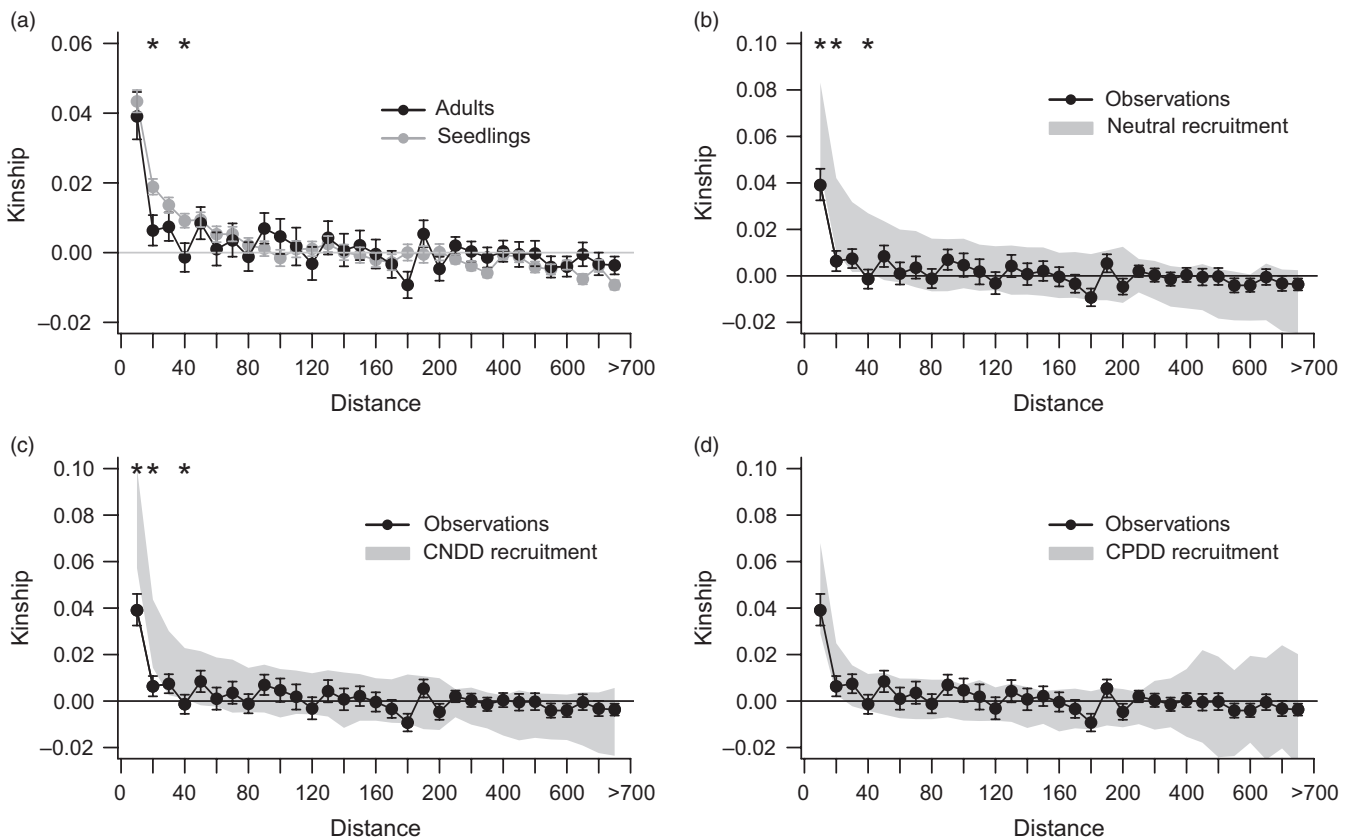 (a)
* *
0.06
0.04
0.02
0.00
–0.02
Kinship
Adults
Seedlings
0 40 80 120 160 200 400 600 >700
Distance
(b)
** *
0.10
0.08
0.06
0.04
0.02
0.00
–0.02
Kinship
Observations
Neutral recruitment
0 40 80 120 160 200 400 600 >700
Distance
(c)
** *
0.10
0.08
0.06
0.04
0.02
0.00
–0.02
Kinship
Observations
CNDD recruitment
0 40 80 120 160 200 400 600 >700
Distance
(d)
0.10
0.08
0.06
0.04
0.02
0.00
–0.02
Kinship
Observations
CPDD recruitment
0 40 80 120 160 200 400 600 >700
Distance